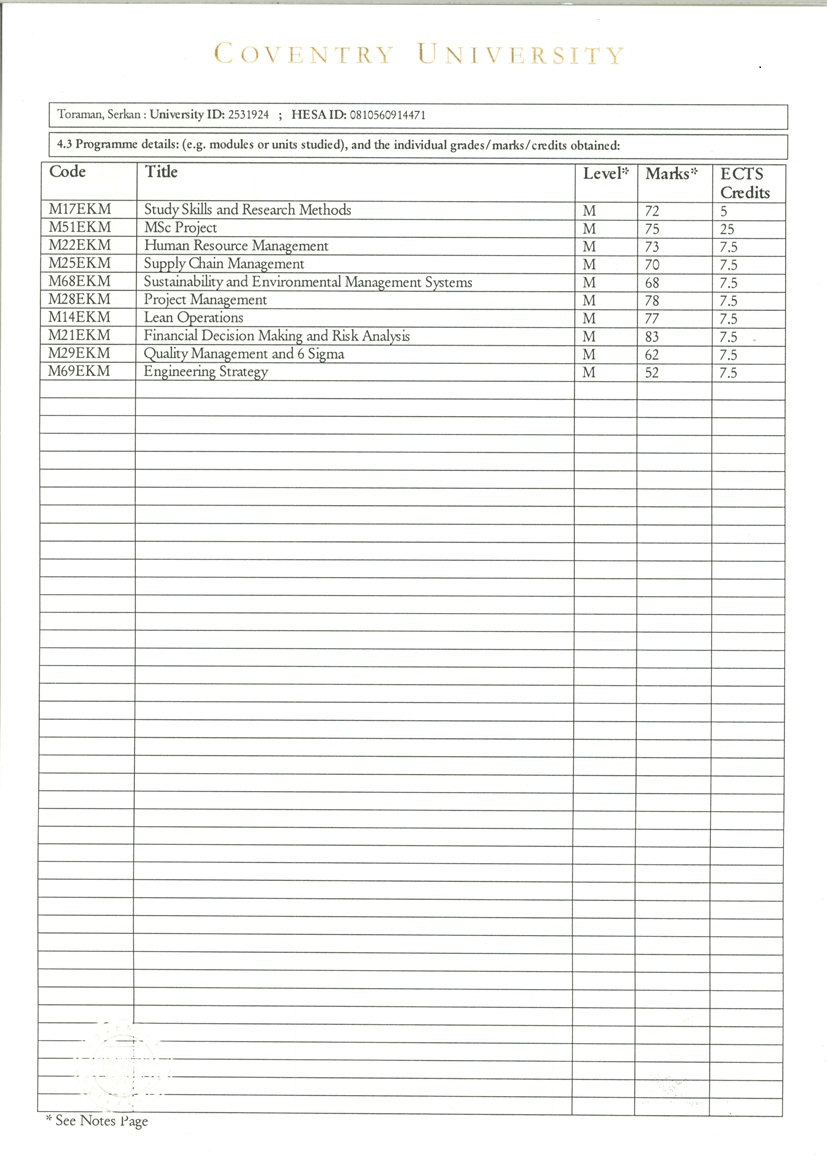 COVENTRY UNIVERSITY
Toraman, Serkan : University ID: 2531924 ; HESA ID: 0810560914471
4.3 Programme details: (e.g. modules or units studied), and the individual grades/marks/credits obtained:
Code Title Level* Marks* ECTS Credits
M17EKM Study Skills and Research Methods M 72 5
M51EKM MSc Project M 75 25
M22EKM Human Resource Management M 73 7.5
M25EKM Supply Chain Management M 70 7.5
M68EKM Sustainability and Environmental Management Systems M 68 7.5
M28EKM Project Management M 78 7.5
M14EKM Lean Operations M 77 7.5
M21EKM Financial Decision Making and Risk Analysis M 83 7.5
M29EKM Quality Management and 6 Sigma M 62 7.5
M69EKM Engineering Strategy M 52 7.5
* See Notes Page